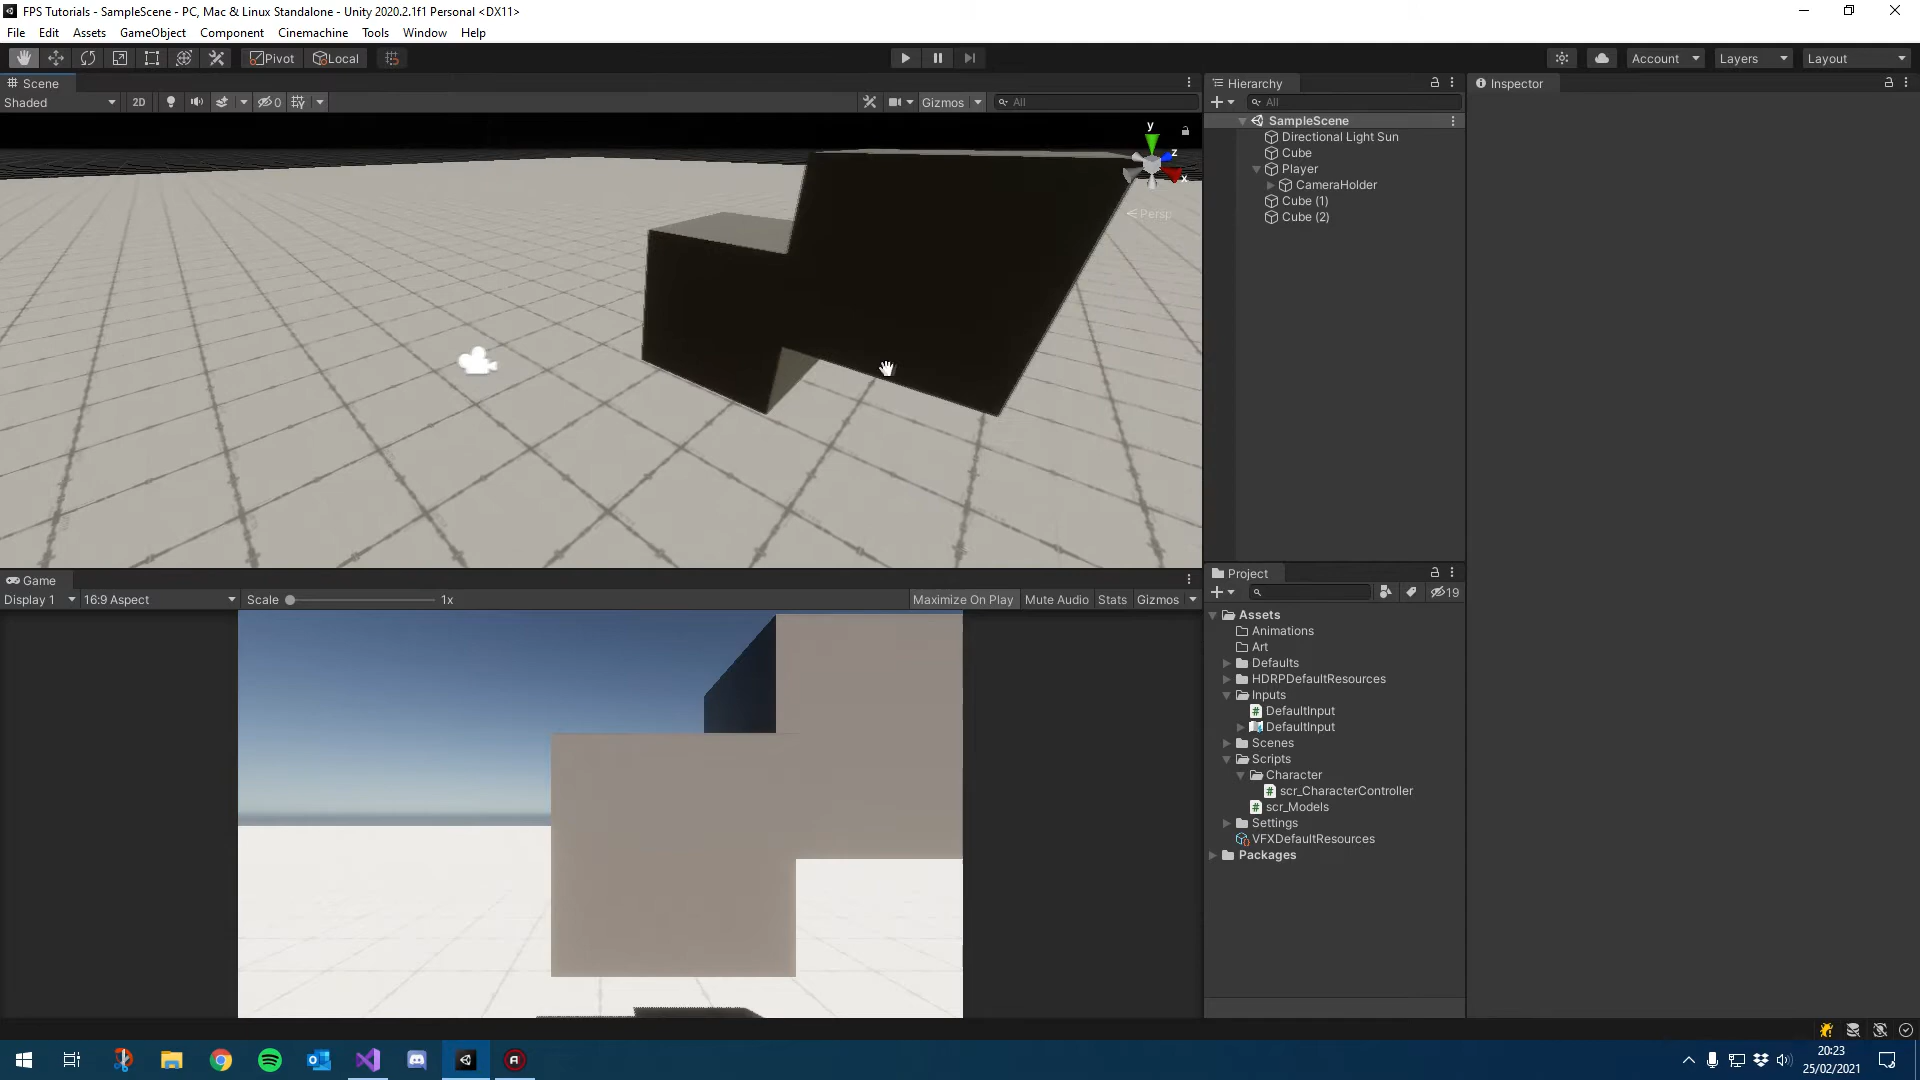 FPS Tutorials - SampleScene - PC, Mac & Linux Standalone - Unity 2020.2.1f1 Personal <DX11>
File Edit Assets GameObject Component Cinemachine Tools Window Help
Pivot Local Account Layers Layout
Scene
Shaded 2D 0 Gizmos All
y
z
x
Persp
Hierarchy
All
SampleScene
Directional Light Sun
Cube
Player
CameraHolder
Cube (1)
Cube (2)
Inspector
Game
Display 1 16:9 Aspect Scale 1x Maximize On Play Mute Audio Stats Gizmos
Project
19
Assets
Animations
Art
Defaults
HDRPDefaultResources
Inputs
DefaultInput
DefaultInput
Scenes
Scripts
Character
scr_CharacterController
scr_Models
Settings
VFXDefaultResources
Packages
20:23
25/02/2021